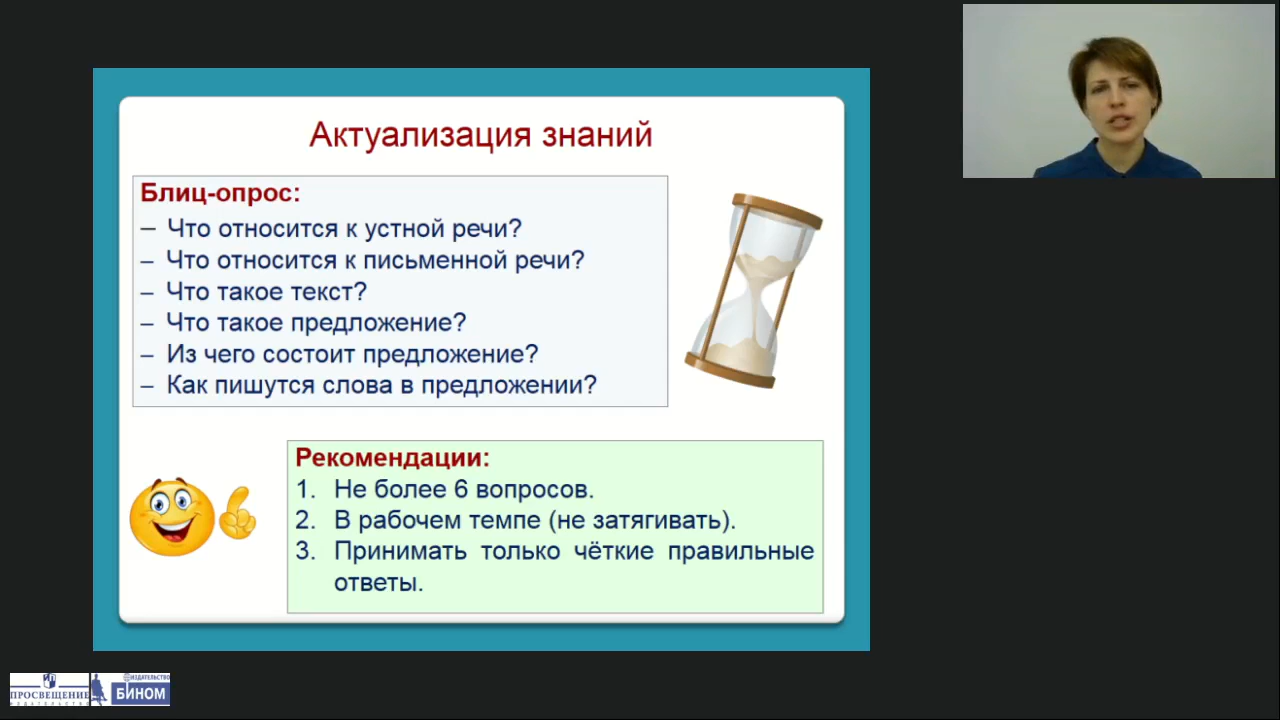 Актуализация знаний
Блиц-опрос:
– Что относится к устной речи?
– Что относится к письменной речи?
– Что такое текст?
– Что такое предложение?
– Из чего состоит предложение?
– Как пишутся слова в предложении?
Рекомендации:
1. Не более 6 вопросов.
2. В рабочем темпе (не затягивать).
3. Принимать только чёткие правильные
ответы.
ПРОСВЕЩЕНИЕ
ИЗДАТЕЛЬСТВО
ИЗДАТЕЛЬСТВО
БИНОМ